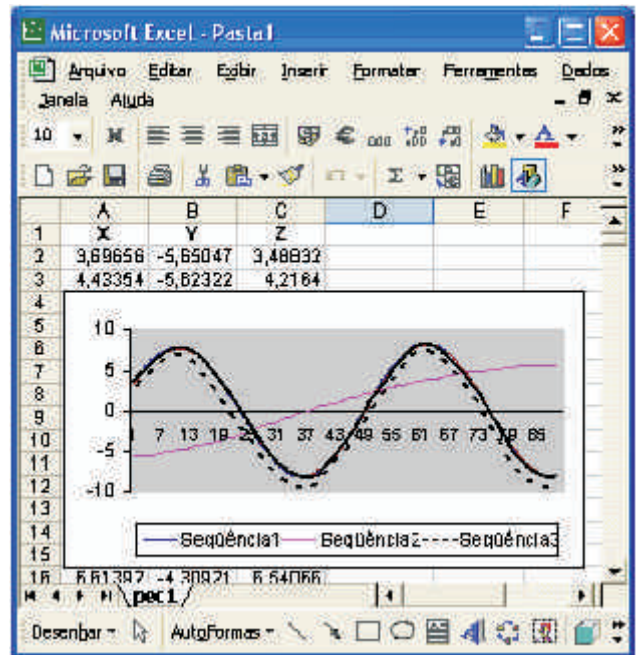 Microsoft Excel - Pasta1
Arquivo Editar Exibir Inserir Formatar Ferramentas Dados
Janela Ajuda
10 N € 000
Σ
A B C D E F
1 X Y Z
2 3,69656 -5,65047 3,48832
3 4,43354 -5,62322 4,2164
4
5
6
7
8
9
10
11
12
13
14
15
10
5
0
-5
-10
1 7 13 19 25 31 37 43 49 55 61 67 73 79 85
Seqüência1 Seqüência2 Seqüência3
16 6,61397 -4,30921 6,54066
pec1
Desenhar AutoFormas